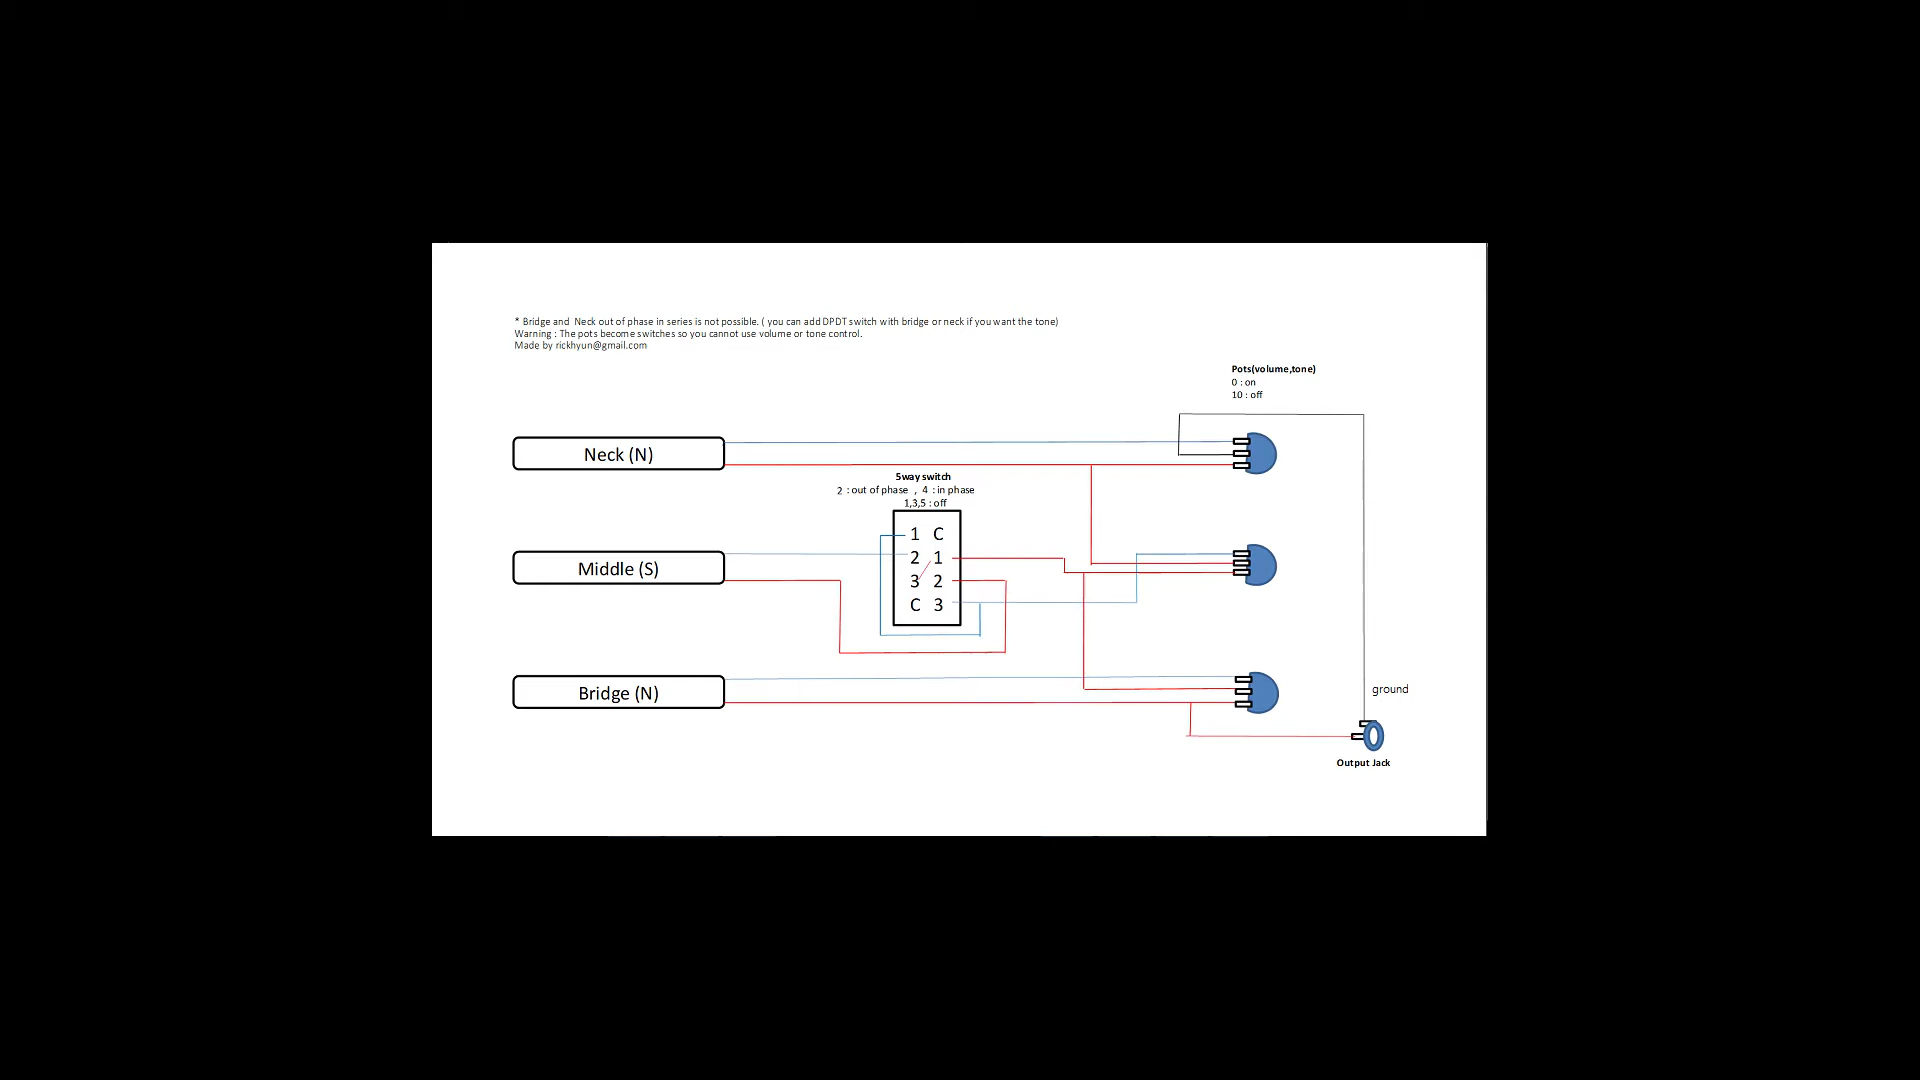 * Bridge and Neck out of phase in series is not possible. ( you can add DPDT switch with bridge or neck if you want the tone)
Warning : The pots become switches so you cannot use volume or tone control.
Made by rickhyun@gmail.com
Pots(volume,tone)
0 : on
10 : off
Neck (N)
5way switch
2 : out of phase , 4 : in phase
1,3,5 : off
1 C
2 1
3 2
C 3
Middle (S)
Bridge (N)
ground
Output Jack